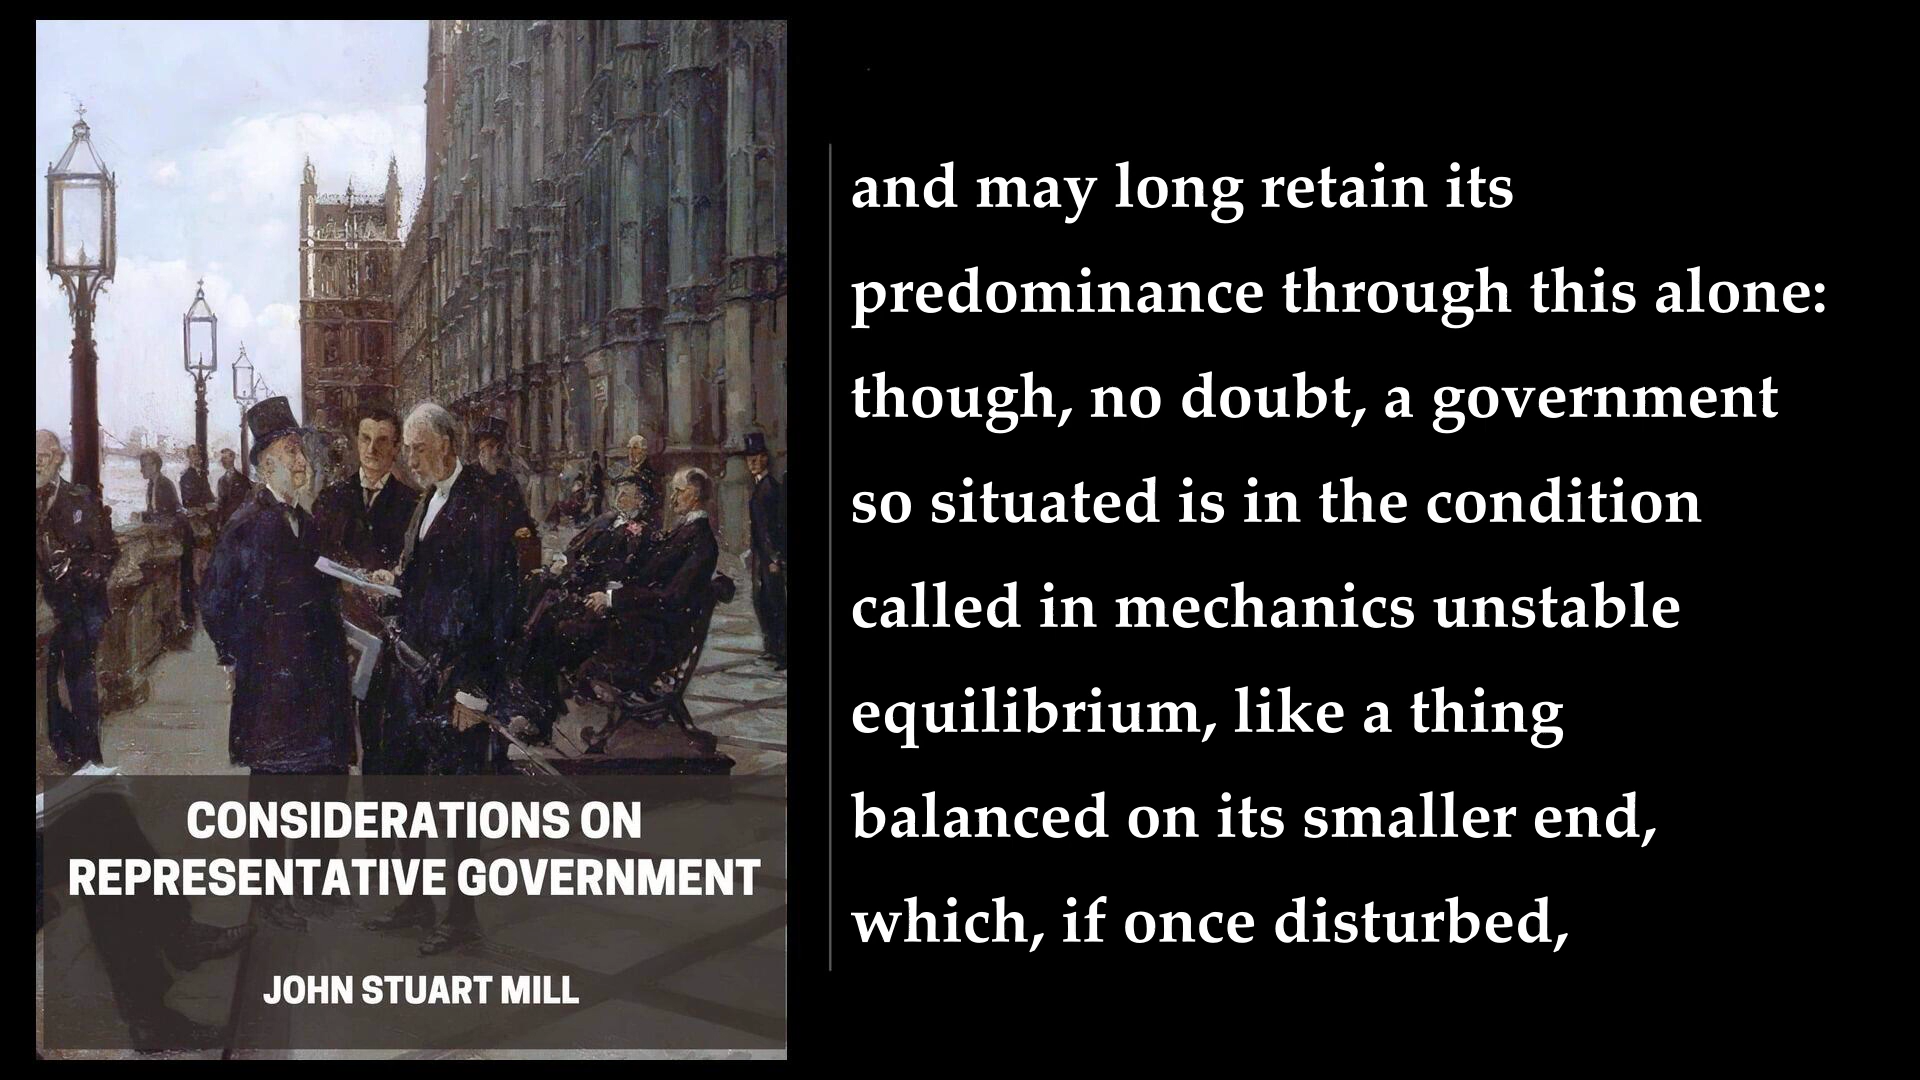 CONSIDERATIONS ON
REPRESENTATIVE GOVERNMENT
JOHN STUART MILL
and may long retain its
predominance through this alone:
though, no doubt, a government
so situated is in the condition
called in mechanics unstable
equilibrium, like a thing
balanced on its smaller end,
which, if once disturbed,